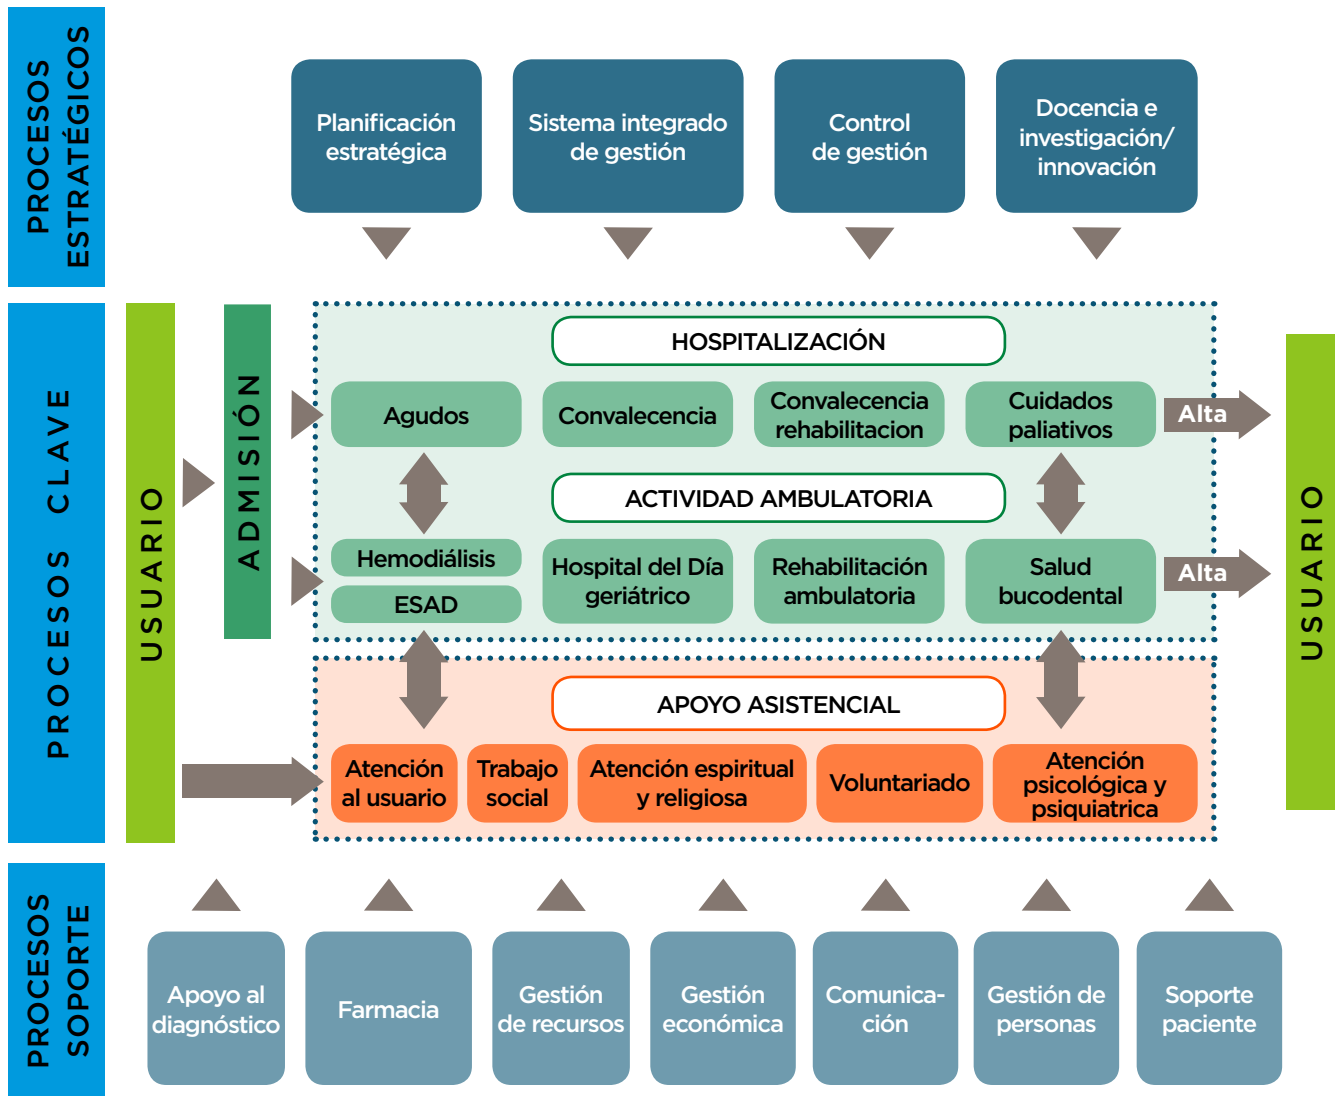 PROCESOS
ESTRATÉGICOS
Planificación
estratégica
Sistema integrado
de gestión
Control
de gestión
Docencia e
investigación/
innovación
PROCESOS CLAVE
USUARIO
ADMISIÓN
HOSPITALIZACIÓN
Agudos
Convalecencia
Convalecencia
rehabilitacion
Cuidados
paliativos
Alta
ACTIVIDAD AMBULATORIA
Hemodiálisis
ESAD
Hospital del Día
geriátrico
Rehabilitación
ambulatoria
Salud
bucodental
Alta
USUARIO
APOYO ASISTENCIAL
Atención
al usuario
Trabajo
social
Atención espiritual
y religiosa
Voluntariado
Atención
psicológica y
psiquiatrica
PROCESOS
SOPORTE
Apoyo al
diagnóstico
Farmacia
Gestión
de recursos
Gestión
económica
Comunica-
ción
Gestión de
personas
Soporte
paciente